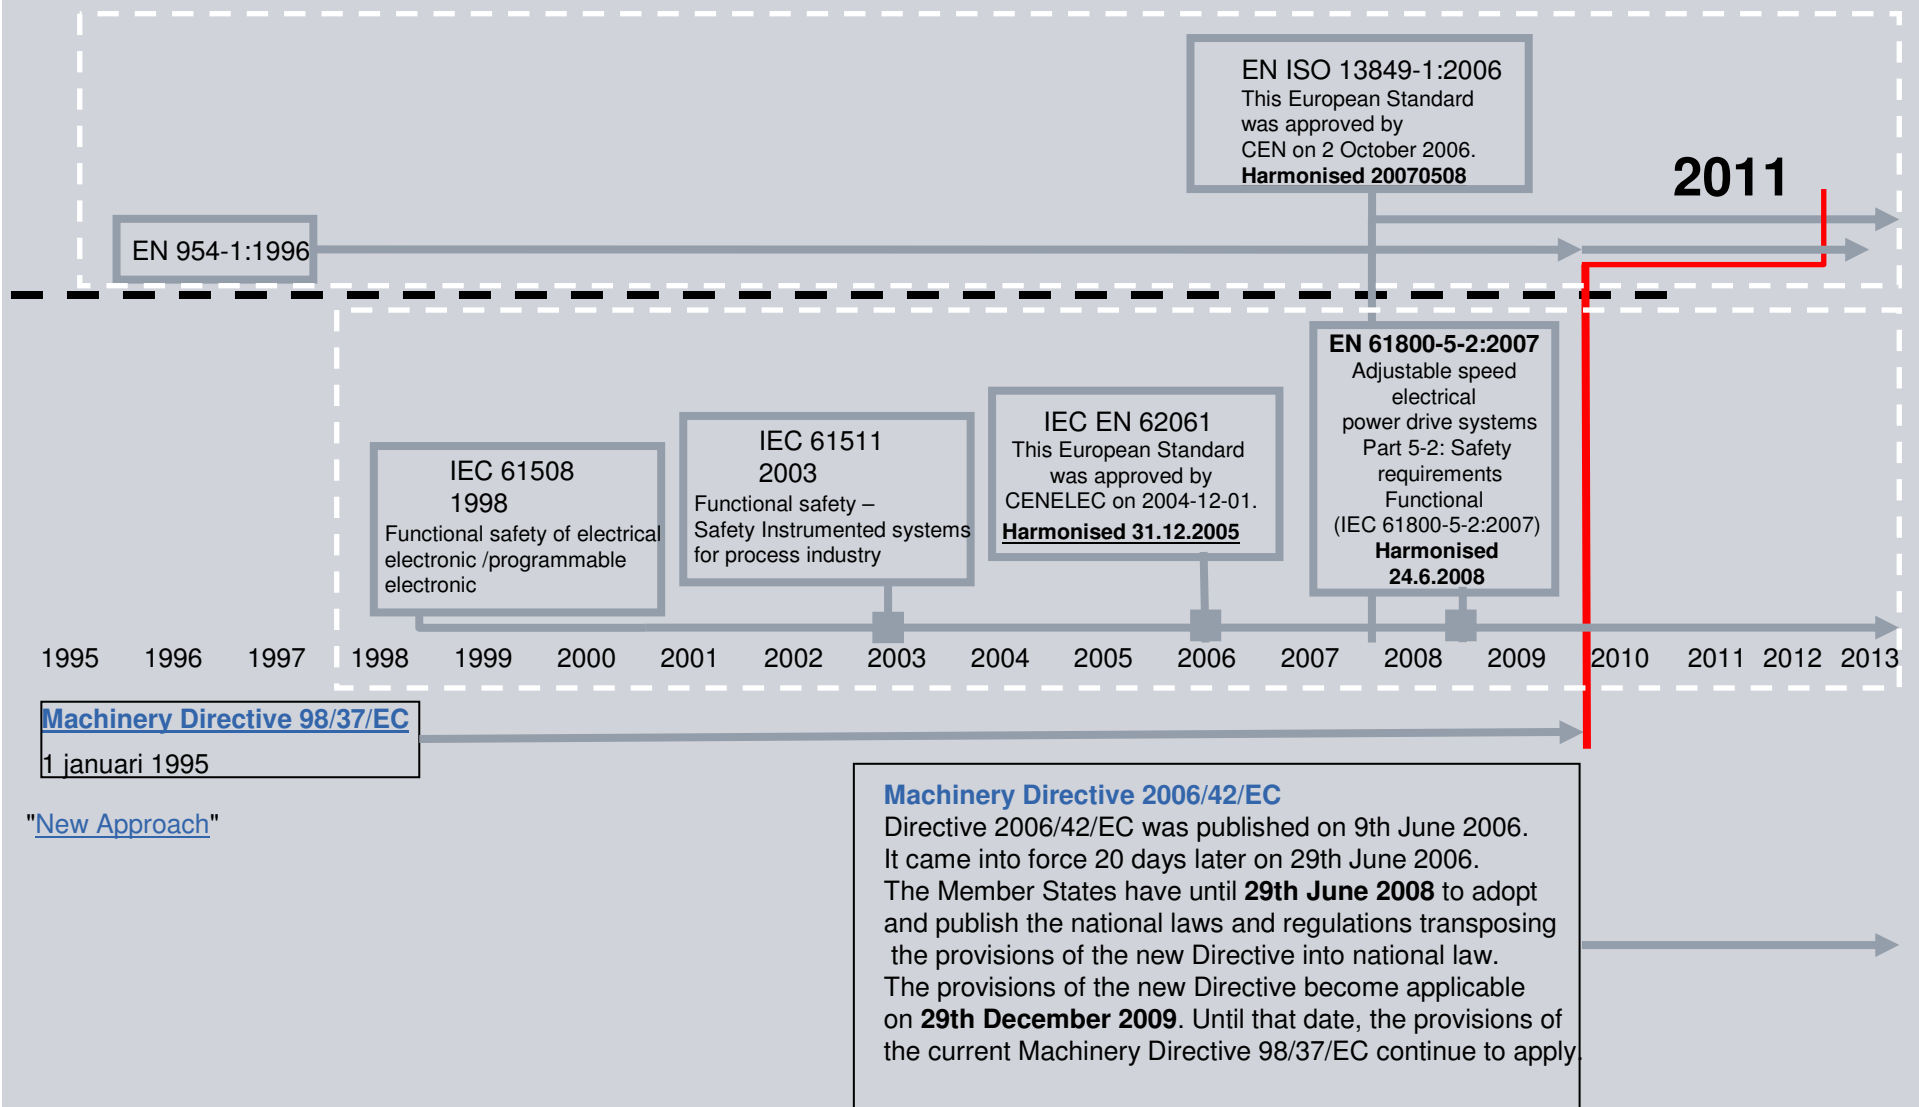 EN ISO 13849-1:2006
This European Standard
was approved by
CEN on 2 October 2006.
Harmonised 20070508
2011
EN 954-1:1996
EN 61800-5-2:2007
Adjustable speed
electrical
power drive systems
Part 5-2: Safety
requirements
Functional
(IEC 61800-5-2:2007)
Harmonised
24.6.2008
IEC EN 62061
This European Standard
was approved by
CENELEC on 2004-12-01.
Harmonised 31.12.2005
IEC 61511
2003
Functional safety –
Safety Instrumented systems
for process industry
IEC 61508
1998
Functional safety of electrical
electronic /programmable
electronic
1995 1996 1997 1998 1999 2000 2001 2002 2003 2004 2005 2006 2007 2008 2009 2010 2011 2012 2013
Machinery Directive 98/37/EC
1 januari 1995
"New Approach"
Machinery Directive 2006/42/EC
Directive 2006/42/EC was published on 9th June 2006.
It came into force 20 days later on 29th June 2006.
The Member States have until 29th June 2008 to adopt
and publish the national laws and regulations transposing
the provisions of the new Directive into national law.
The provisions of the new Directive become applicable
on 29th December 2009. Until that date, the provisions of
the current Machinery Directive 98/37/EC continue to apply.